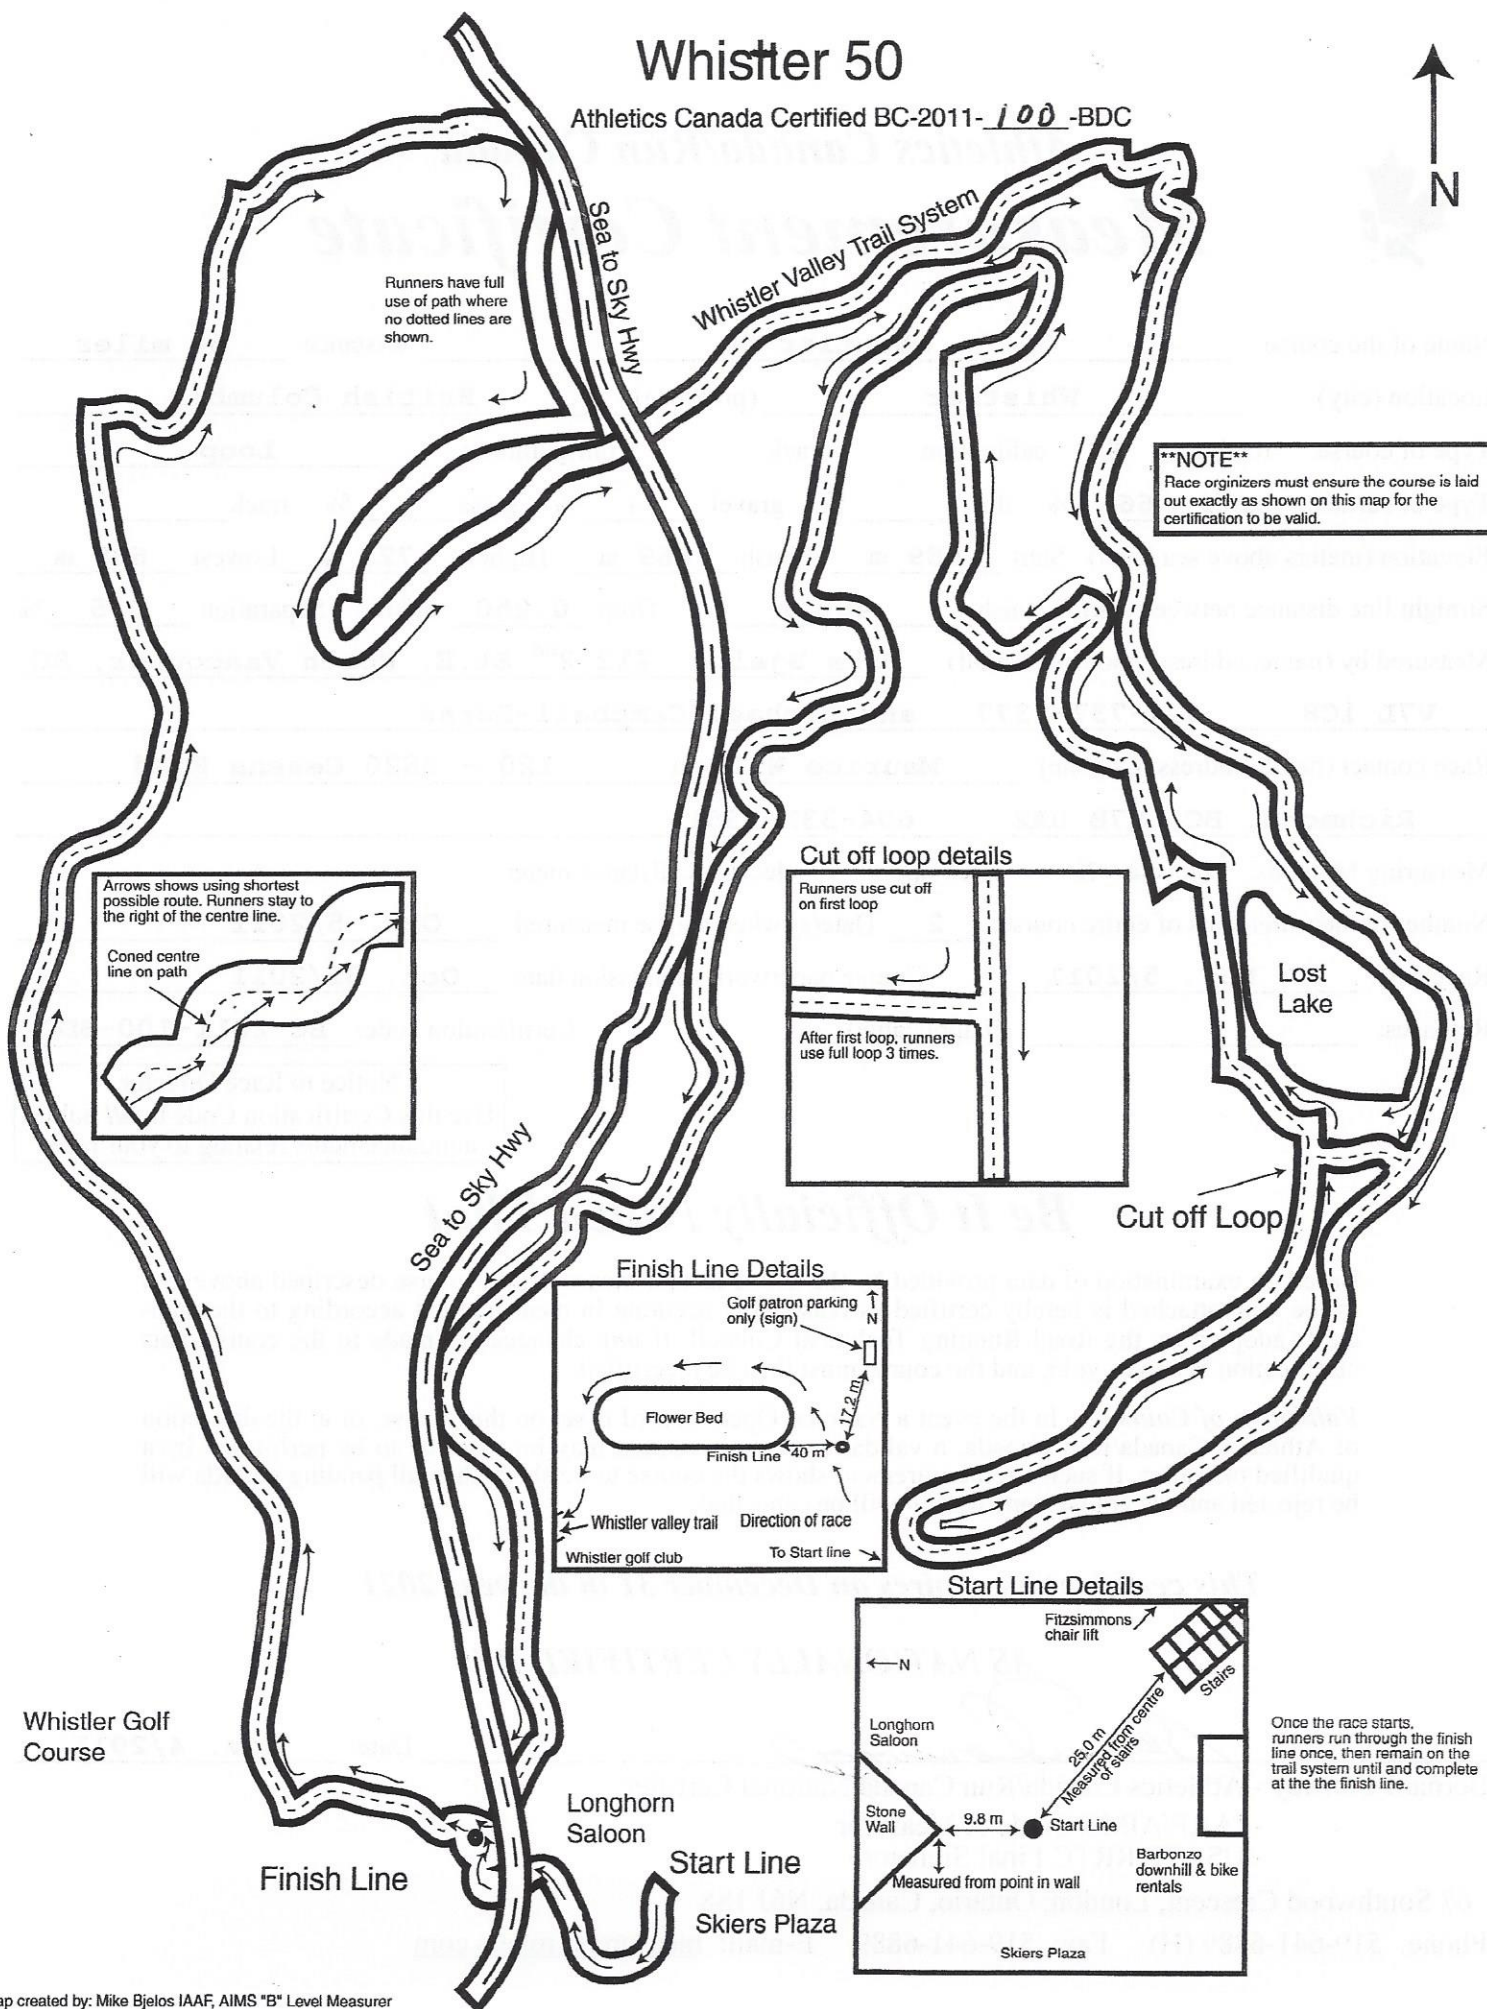 Whistler 50
Athletics Canada Certified BC-2011-100-BDC
N
Sea to Sky Hwy
Whistler Valley Trail System
Runners have full
use of path where
no dotted lines are
shown.
**NOTE**
Race orginizers must ensure the course is laid
out exactly as shown on this map for the
certification to be valid.
Arrows shows using shortest
possible route. Runners stay to
the right of the centre line.
Coned centre
line on path
Cut off loop details
Runners use cut off
on first loop
After first loop, runners
use full loop 3 times.
Lost
Lake
Sea to Sky Hwy
Cut off Loop
Finish Line Details
Golf patron parking
only (sign)
N
17.2 m
Flower Bed
Finish Line
40 m
Whistler valley trail
Direction of race
Whistler golf club
To Start line
Start Line Details
Fitzsimmons
chair lift
N
Stairs
Longhorn
Saloon
25.0 m
Measured from centre
of stairs
Stone
Wall
9.8 m
Start Line
Measured from point in wall
Barbonzo
downhill & bike
rentals
Skiers Plaza
Once the race starts,
runners run through the finish
line once, then remain on the
trail system until and complete
at the the finish line.
Whistler Golf
Course
Longhorn
Saloon
Finish Line
Start Line
Skiers Plaza
ap created by: Mike Bjelos IAAF, AIMS "B" Level Measurer